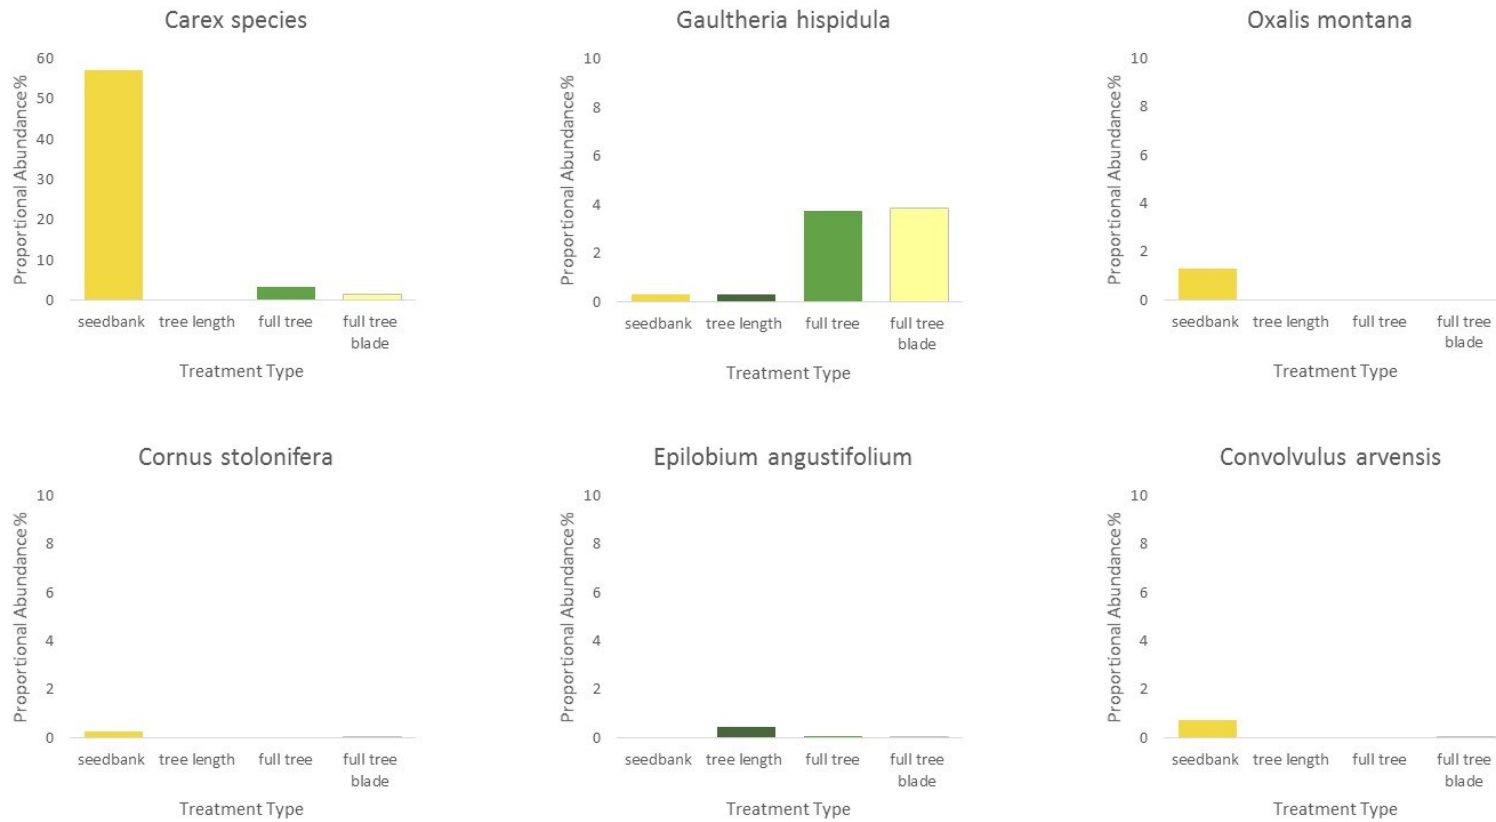 Carex species
Proportional Abundance%
60
50
40
30
20
10
0
seedbank tree length full tree full tree
blade
Treatment Type
Gaultheria hispidula
Proportional Abundance%
10
8
6
4
2
0
seedbank tree length full tree full tree
blade
Treatment Type
Oxalis montana
Proportional Abundance%
10
8
6
4
2
0
seedbank tree length full tree full tree
blade
Treatment Type
Cornus stolonifera
Proportional Abundance%
10
8
6
4
2
0
seedbank tree length full tree full tree
blade
Treatment Type
Epilobium angustifolium
Proportional Abundance%
10
8
6
4
2
0
seedbank tree length full tree full tree
blade
Treatment Type
Convolvulus arvensis
Proportional Abundance%
10
8
6
4
2
0
seedbank tree length full tree full tree
blade
Treatment Type